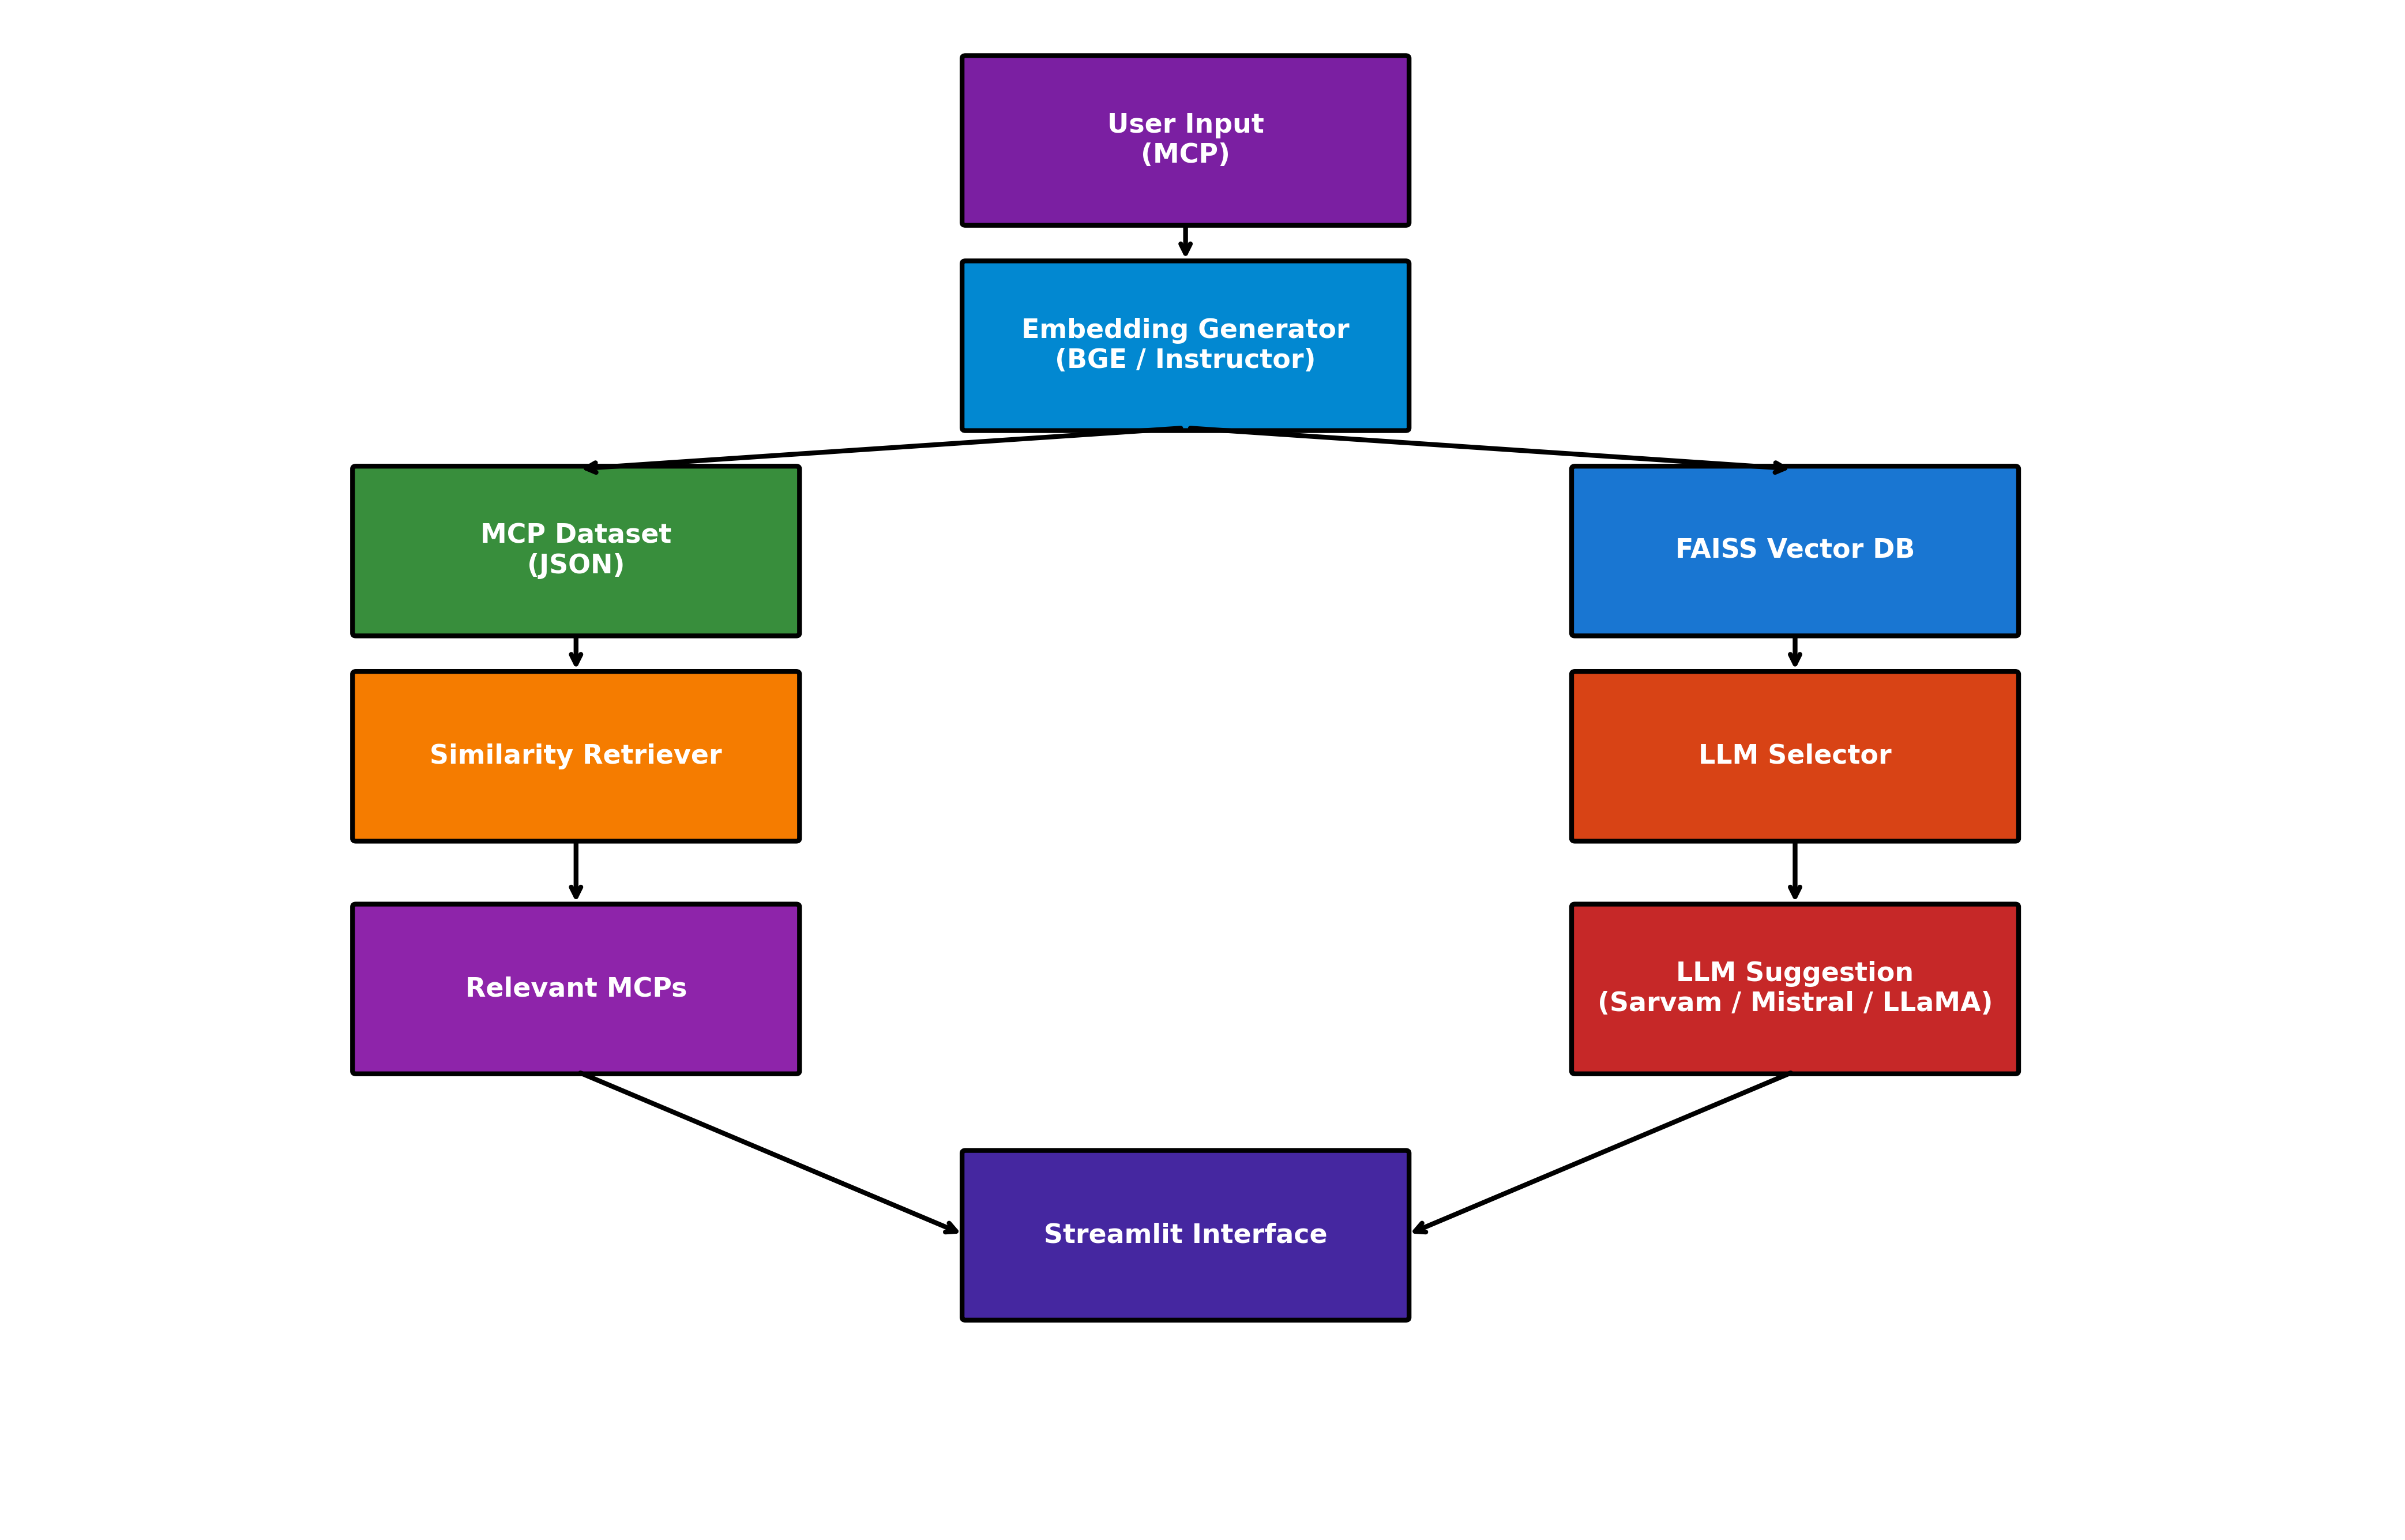 User Input
(MCP)
Embedding Generator
(BGE / Instructor)
MCP Dataset
(JSON)
FAISS Vector DB
Similarity Retriever
LLM Selector
Relevant MCPs
LLM Suggestion
(Sarvam / Mistral / LLaMA)
Streamlit Interface